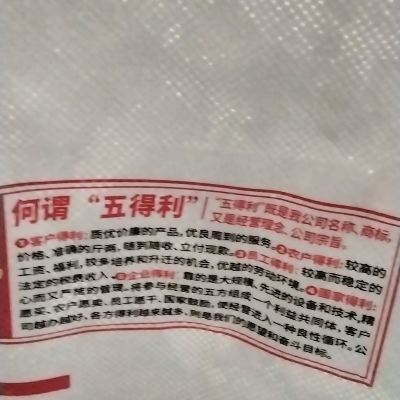 何谓“五得利”
“五得利”既是我公司名称、商标,
又是经营理念、公司宗旨。
①客户得利:质优价廉的产品,优良周到的服务。②农户得利:较高的
价格、准确的斤两,随到随收、立付现款。③员工得利:较高而稳定的
工资、福利,较多培养和升迁的机会,优越的劳动环境。④国家得利:
法定的税费收入。⑤企业得利:靠的是大规模、先进的设备和技术,精
心而又严格的管理,将参与经营的五方组成一个利益共同体,客户
愿买、农户愿卖、员工愿干、国家鼓励,使经营进入一种良性循环。公
司越办越好,各方得利越来越多,则是我们的愿望和奋斗目标。